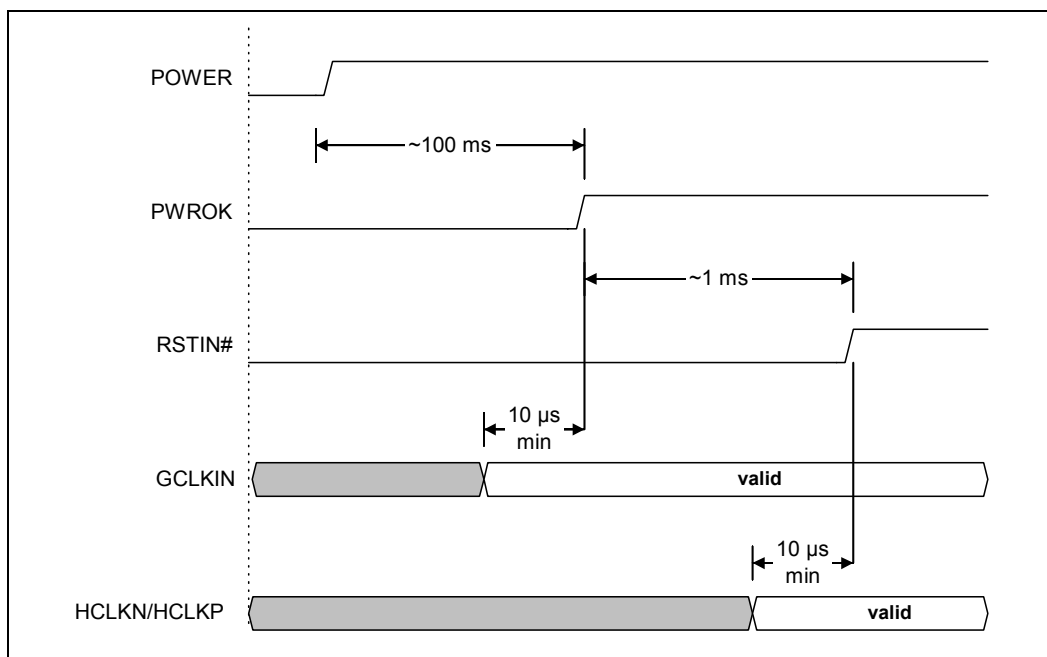 POWER
~100 ms
PWROK
~1 ms
RSTIN#
10 µs
min
GCLKIN
valid
10 µs
min
HCLKN/HCLKP
valid